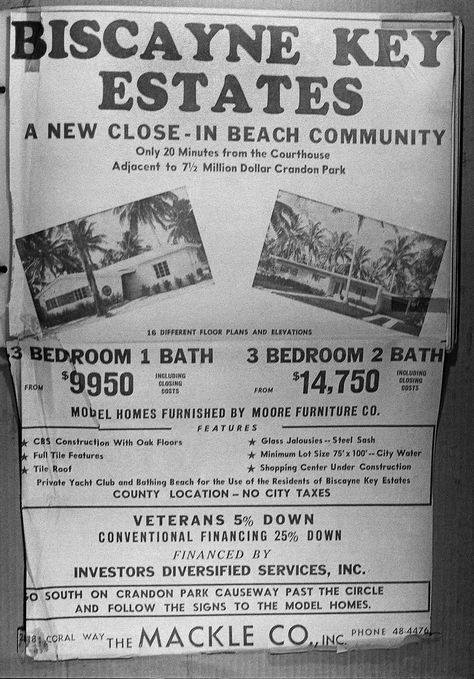 BISCAYNE KEY
ESTATES
A NEW CLOSE-IN BEACH COMMUNITY
Only 20 Minutes from the Courthouse
Adjacent to 7½ Million Dollar Crandon Park
16 DIFFERENT FLOOR PLANS AND ELEVATIONS
3 BEDROOM 1 BATH
FROM $9950 INCLUDING CLOSING COSTS
3 BEDROOM 2 BATH
FROM $14,750 INCLUDING CLOSING COSTS
MODEL HOMES FURNISHED BY MOORE FURNITURE CO.
FEATURES
★ CBS Construction With Oak Floors
★ Full Tile Features
★ Tile Roof
★ Glass Jalousies -- Steel Sash
★ Minimum Lot Size 75' x 100' -- City Water
★ Shopping Center Under Construction
Private Yacht Club and Bathing Beach for the Use of the Residents of Biscayne Key Estates
COUNTY LOCATION – NO CITY TAXES
VETERANS 5% DOWN
CONVENTIONAL FINANCING 25% DOWN
FINANCED BY
INVESTORS DIVERSIFIED SERVICES, INC.
O SOUTH ON CRANDON PARK CAUSEWAY PAST THE CIRCLE
AND FOLLOW THE SIGNS TO THE MODEL HOMES.
CORAL WAY THE MACKLE CO., INC. PHONE 48-4476